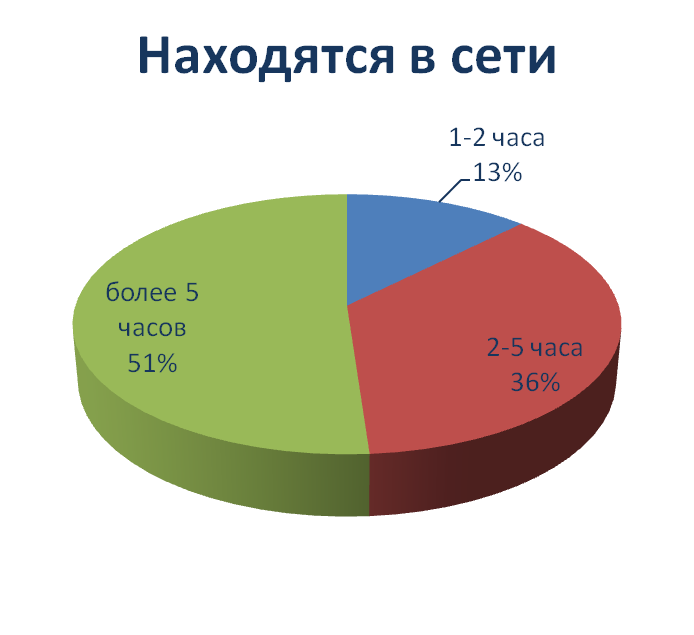 Находятся в сети
1-2 часа
13%
более 5
часов
51%
2-5 часа
36%